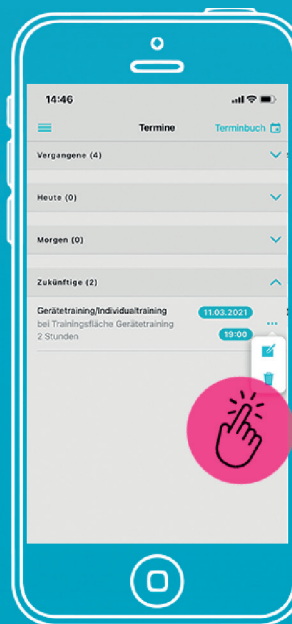 14:46
Termine
Terminbuch
Vergangene (4)
Heute (0)
Morgen (0)
Zukünftige (2)
Gerätetraining/Individualtraining
11.03.2021
bei Trainingsfläche Gerätetraining
2 Stunden
19:00